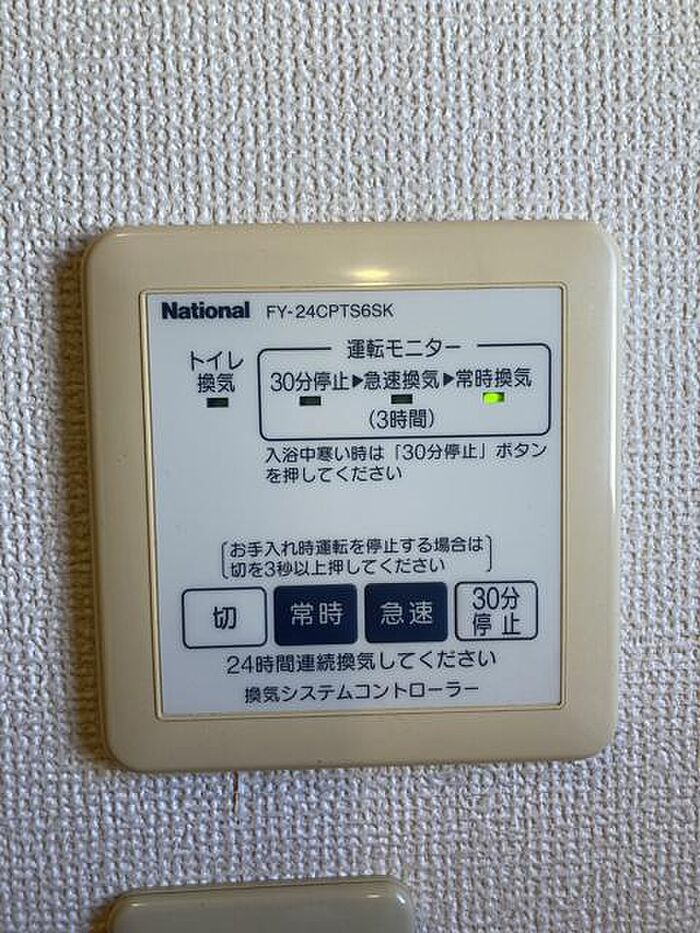 National FY-24CPTS6SK
運転モニター
トイレ
換気
30分停止▶急速換気▶常時換気
(3時間)
入浴中寒い時は「30分停止」ボタン
を押してください
お手入れ時運転を停止する場合は
切を3秒以上押してください
切 常時 急速 30分
停止
24時間連続換気してください
換気システムコントローラー